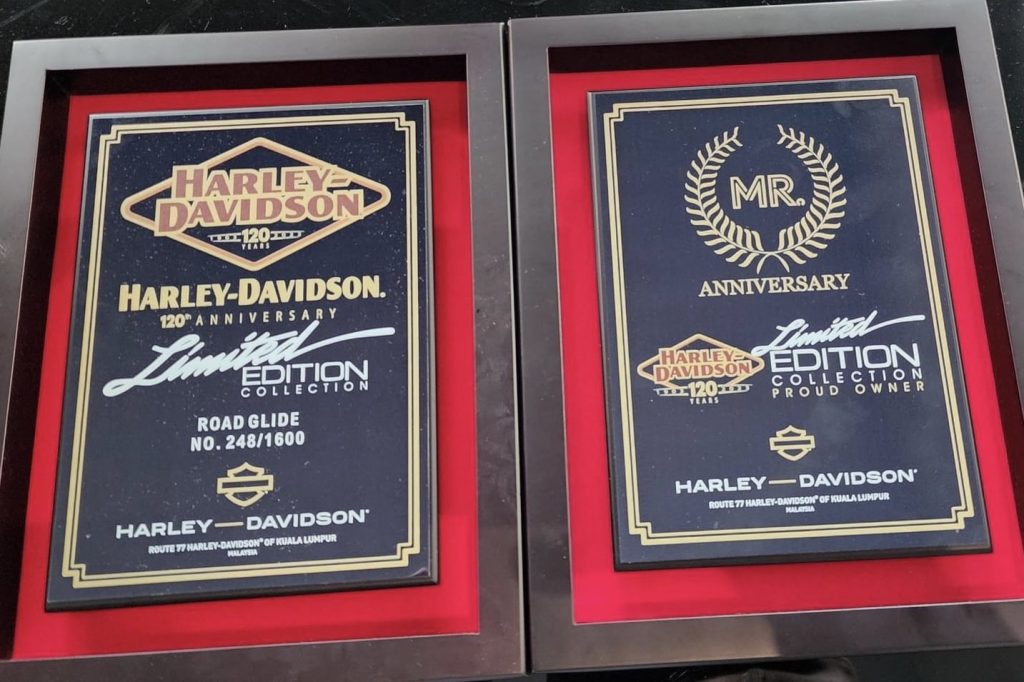 HARLEY-
DAVIDSON
120
YEARS
HARLEY-DAVIDSON.
120th ANNIVERSARY
Limited
EDITION
COLLECTION
ROAD GLIDE
NO. 248/1600
HARLEY—DAVIDSON®
ROUTE 77 HARLEY-DAVIDSON® OF KUALA LUMPUR
MALAYSIA
MR.
ANNIVERSARY
HARLEY-
DAVIDSON
120
YEARS
Limited
EDITION
COLLECTION
PROUD OWNER
HARLEY—DAVIDSON®
ROUTE 77 HARLEY-DAVIDSON® OF KUALA LUMPUR
MALAYSIA